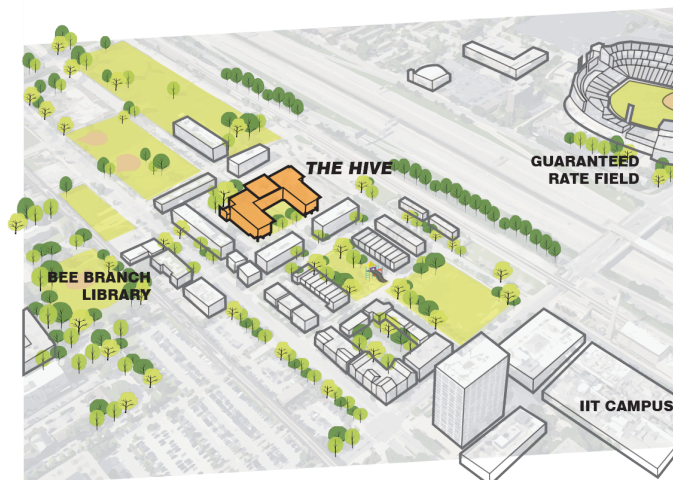 THE HIVE
GUARANTEED
RATE FIELD
BEE BRANCH
LIBRARY
IIT CAMPUS